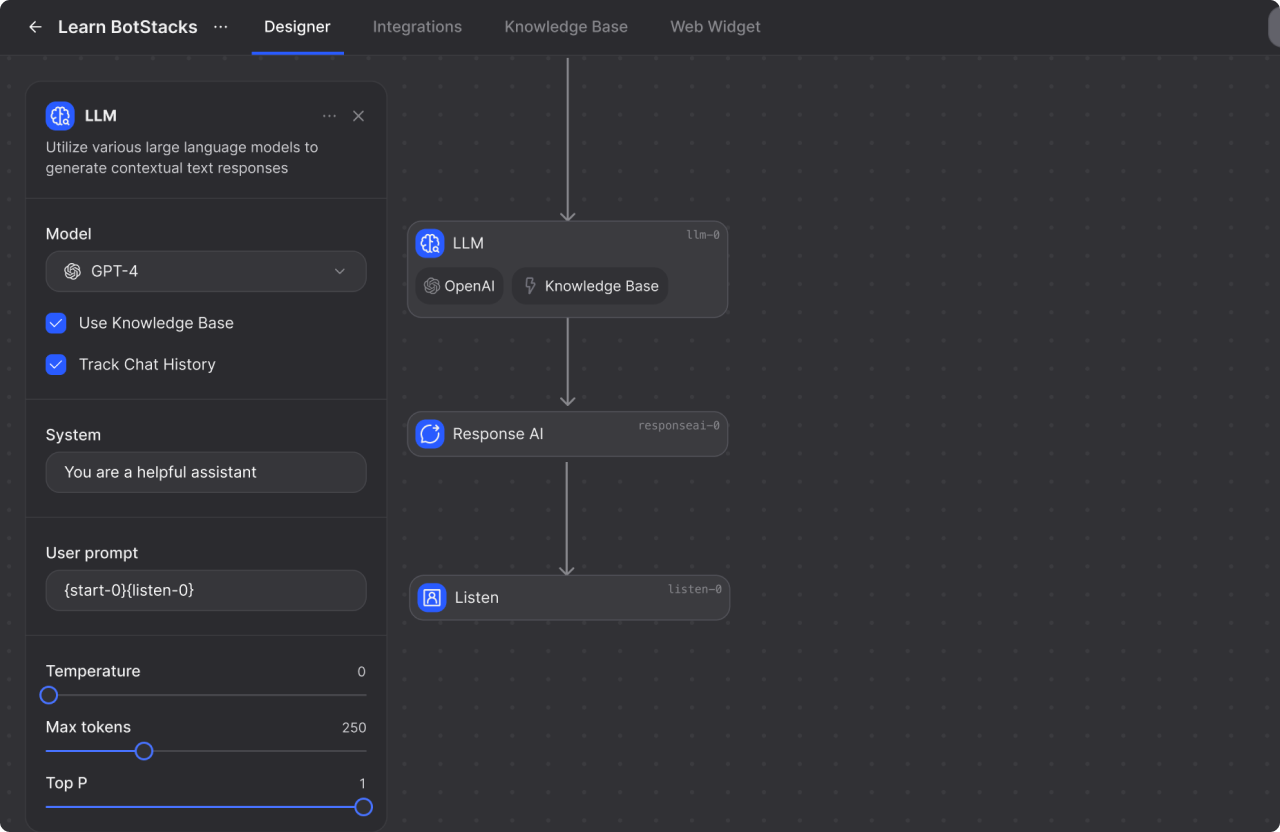 Learn BotStacks
Designer
Integrations
Knowledge Base
Web Widget
LLM
Utilize various large language models to
generate contextual text responses
Model
GPT-4
Use Knowledge Base
Track Chat History
System
You are a helpful assistant
User prompt
{start-0}{listen-0}
Temperature 0
Max tokens 250
Top P 1
LLM llm-0
OpenAI Knowledge Base
Response AI responseai-0
Listen listen-0